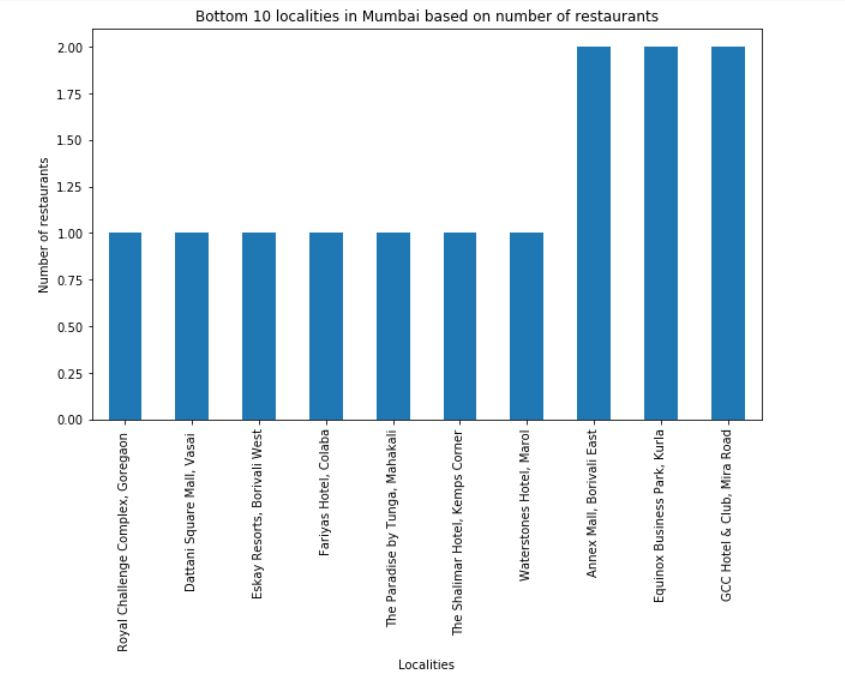 Bottom 10 localities in Mumbai based on number of restaurants
Number of restaurants
2.00
1.75
1.50
1.25
1.00
0.75
0.50
0.25
0.00
Royal Challenge Complex, Goregaon
Dattani Square Mall, Vasai
Eskay Resorts, Borivali West
Fariyas Hotel, Colaba
The Paradise by Tunga, Mahakali
The Shalimar Hotel, Kemps Corner
Waterstones Hotel, Marol
Annex Mall, Borivali East
Equinox Business Park, Kurla
GCC Hotel & Club, Mira Road
Localities